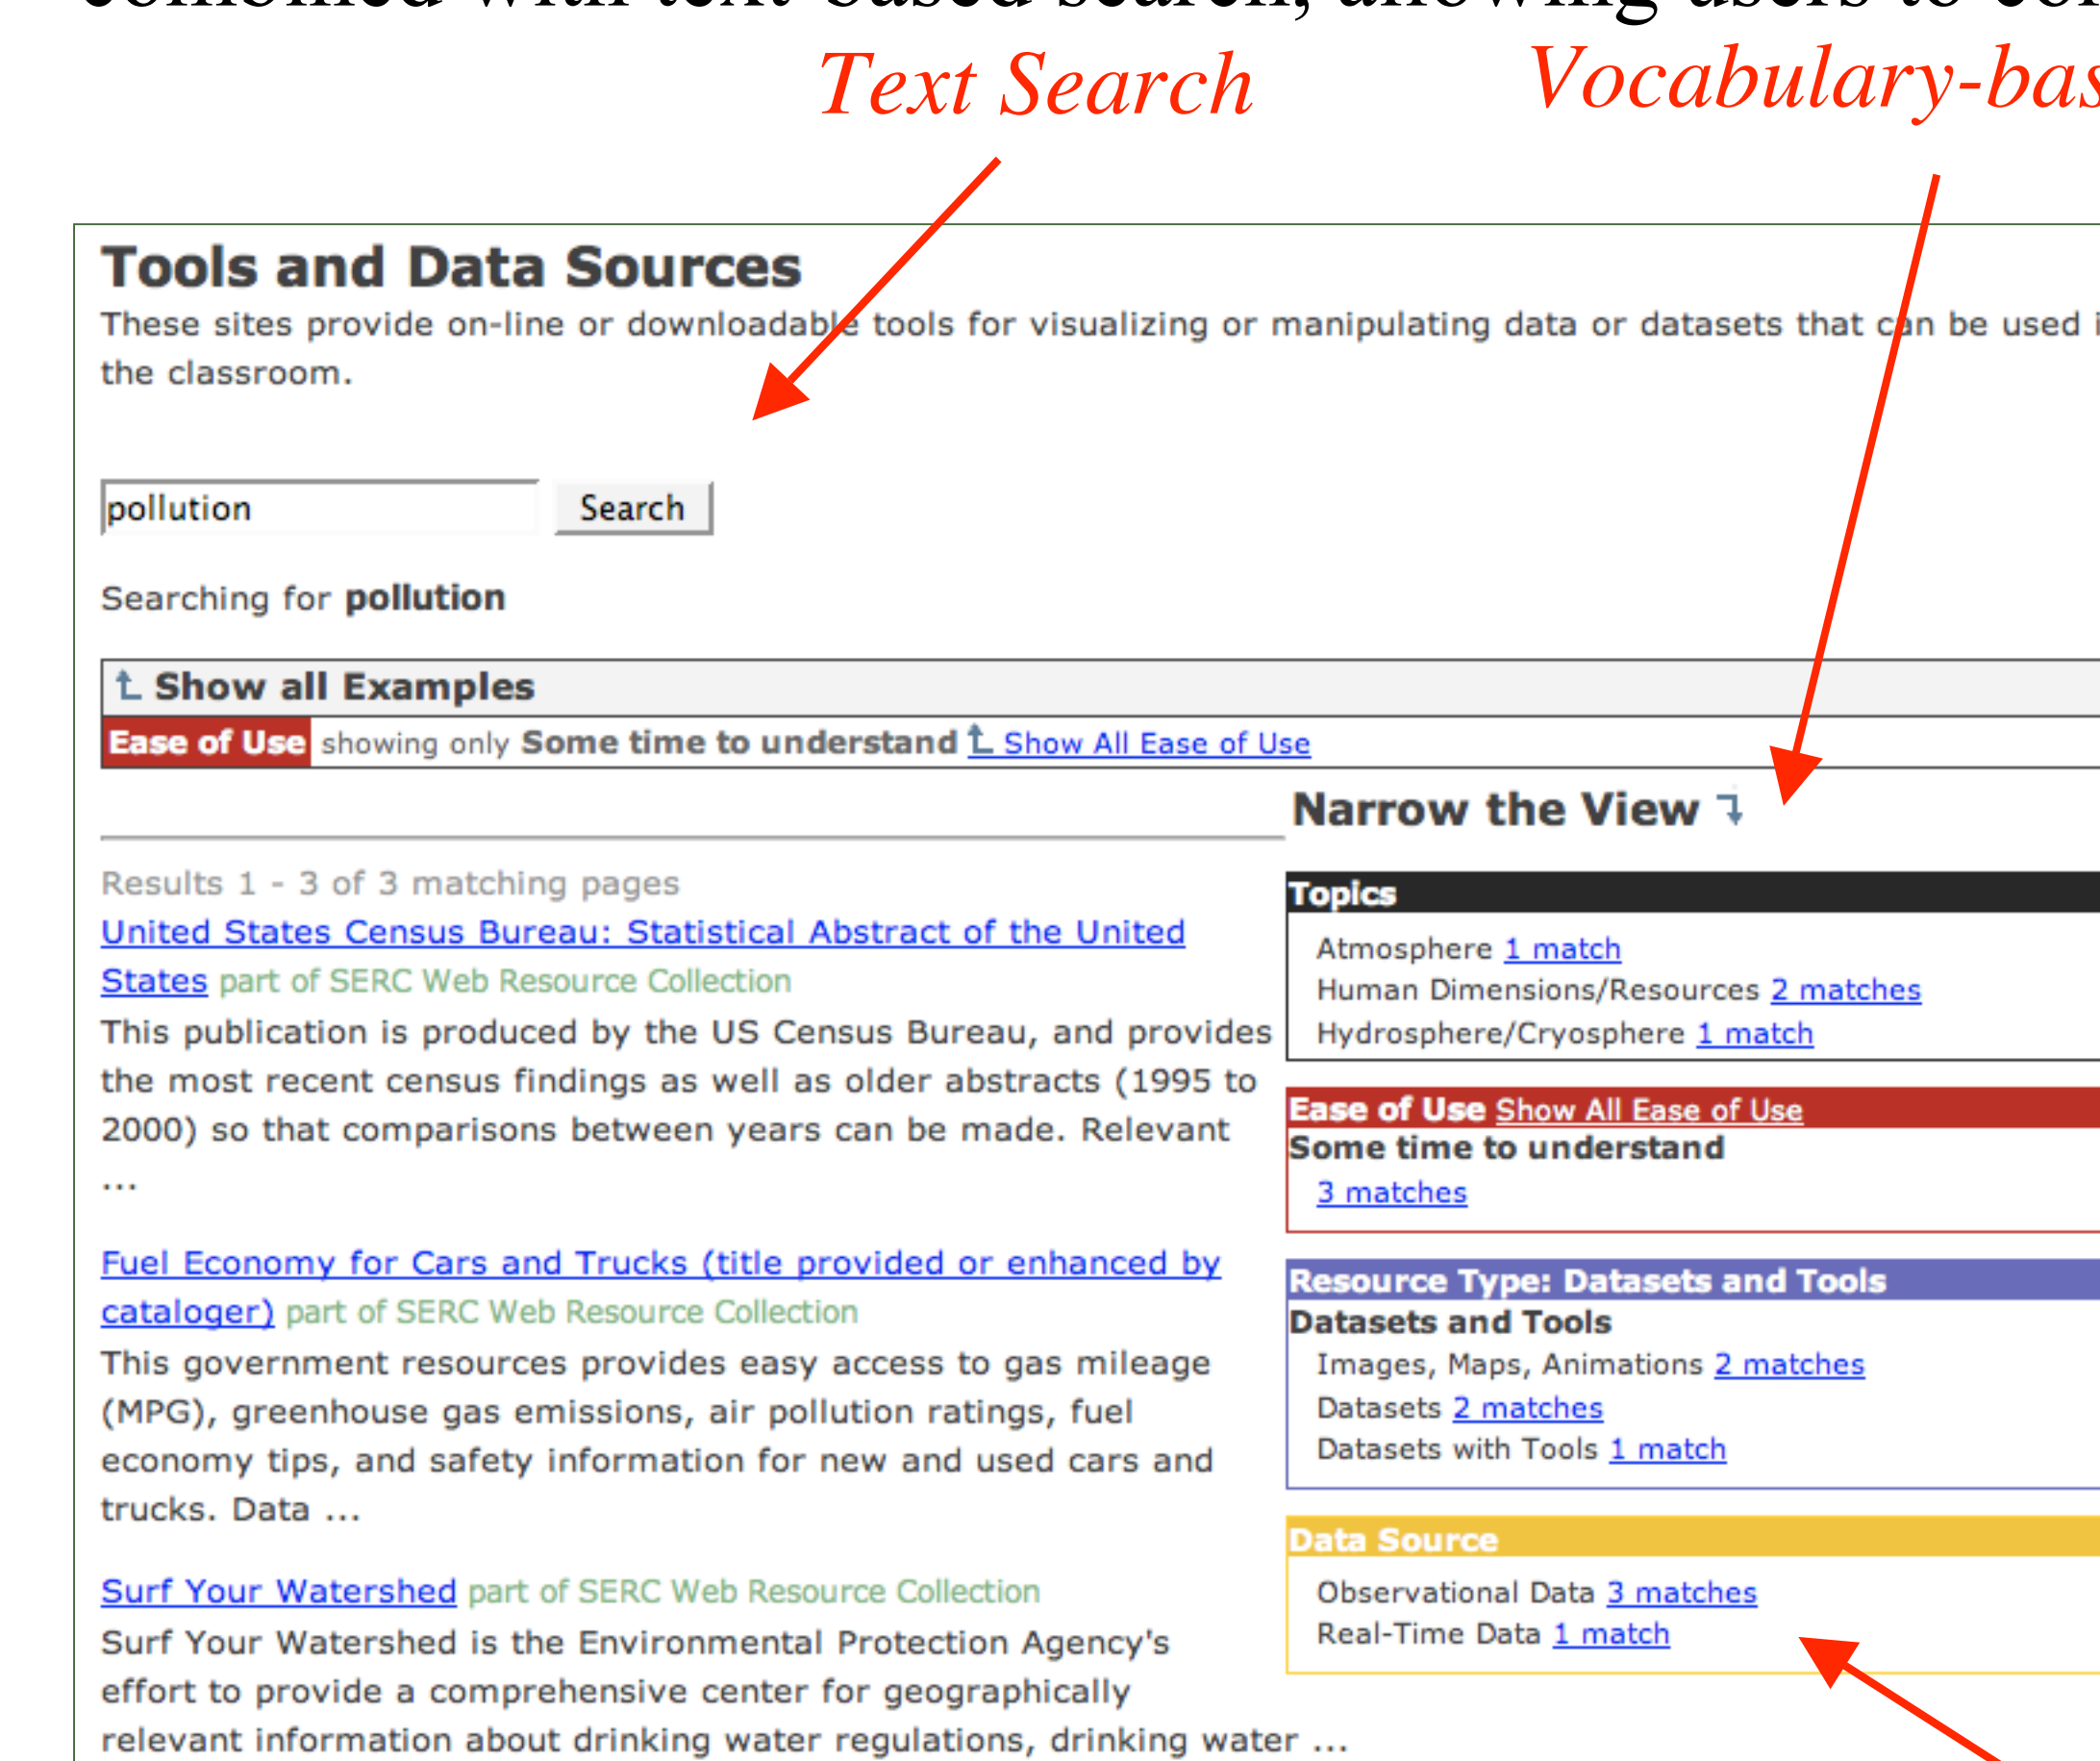 combined with text-based search, allowing users to
Text Search
Tools and Data Sources
These sites provide on-line or downloadable tools for visualizing or manipulating data or datasets that can be used
the classroom.
pollution
Search
Searching for pollution
Show all Examples
Ease of Use showing only Some time to understand Show All Ease of Use
Results 1 - 3 of 3 matching pages
United States Census Bureau: Statistical Abstract of the United
States part of SERC Web Resource Collection
This publication is produced by the US Census Bureau, and provides
the most recent census findings as well as older abstracts (1995 to
2000) so that comparisons between years can be made. Relevant
...
Fuel Economy for Cars and Trucks (title provided or enhanced by
cataloger) part of SERC Web Resource Collection
This government resources provides easy access to gas mileage
(MPG), greenhouse gas emissions, air pollution ratings, fuel
economy tips, and safety information for new and used cars and
trucks. Data ...
Surf Your Watershed part of SERC Web Resource Collection
Surf Your Watershed is the Environmental Protection Agency's
effort to provide a comprehensive center for geographically
relevant information about drinking water regulations, drinking water ...
Narrow the View
Topics
Atmosphere 1 match
Human Dimensions/Resources 2 matches
Hydrosphere/Cryosphere 1 match
Ease of Use Show All Ease of Use
Some time to understand
3 matches
Resource Type: Datasets and Tools
Datasets and Tools
Images, Maps, Animations 2 matches
Datasets 2 matches
Datasets with Tools 1 match
Data Source
Observational Data 3 matches
Real-Time Data 1 match